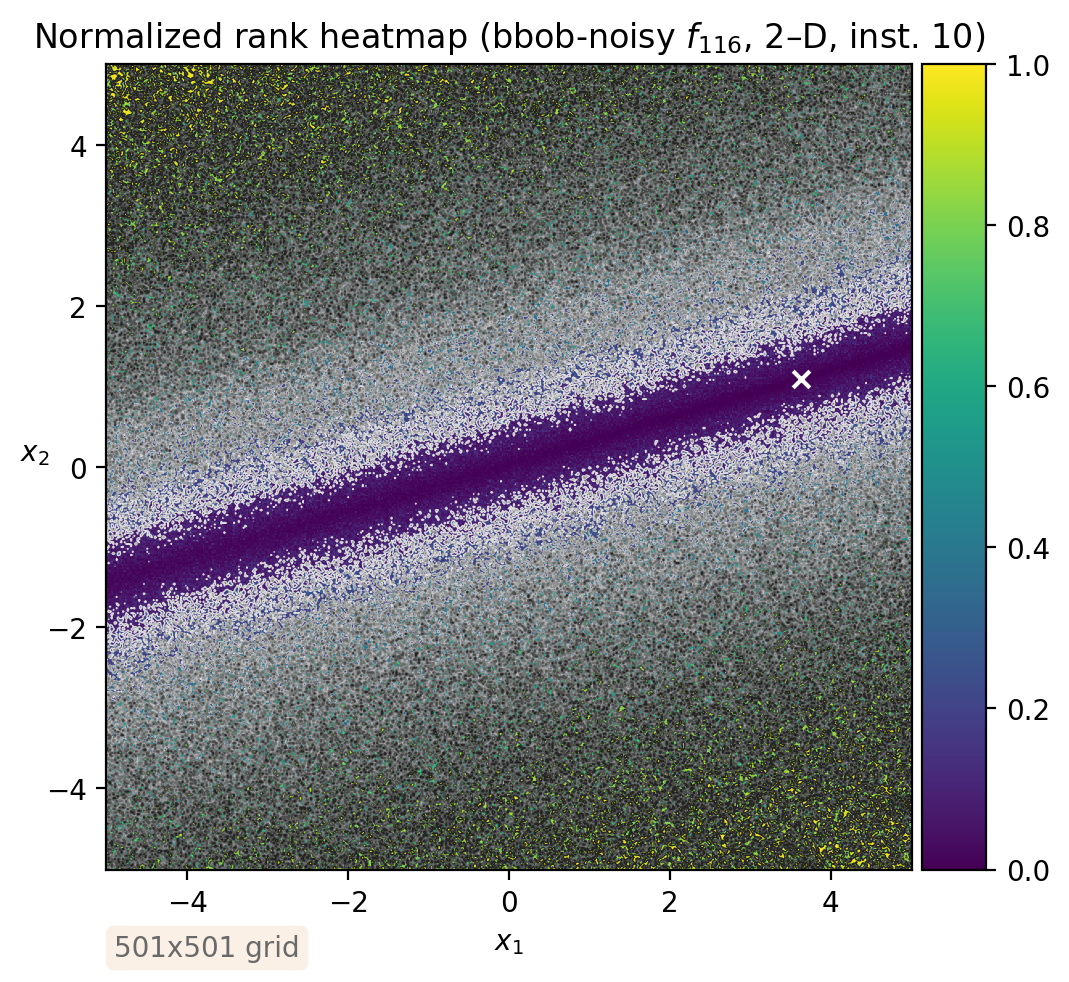 Normalized rank heatmap (bbob-noisy f₁₁₆, 2–D, inst. 10)
1.0
0.8
0.6
0.4
0.2
0.0
4
2
0
−2
−4
x₂
−4 −2 0 2 4
x₁
501x501 grid